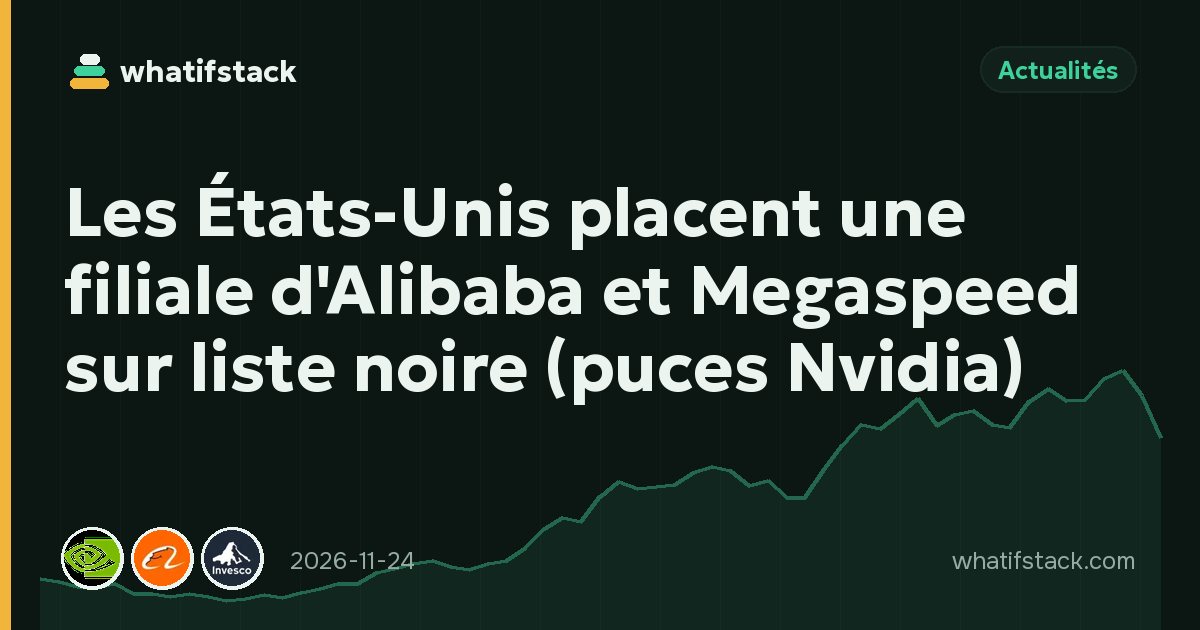 whatifstack
Actualités
Les États-Unis placent une
filiale d'Alibaba et Megaspeed
sur liste noire (puces Nvidia)
Invesco
2026-11-24
whatifstack.com